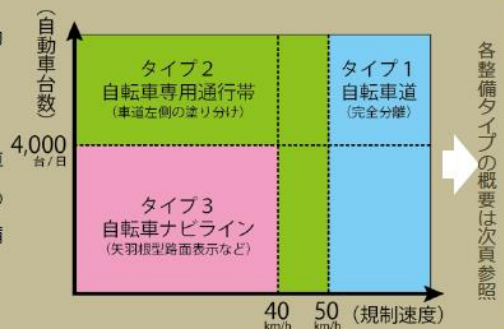 (自動車台数)
4,000
台/日
タイプ2
自転車専用通行帯
(車道左側の塗り分け)
タイプ1
自転車道
(完全分離)
タイプ3
自転車ナビライン
(矢羽根型路面表示など)
40
km/h
50
km/h
(規制速度)
各整備タイプの概要は次頁参照